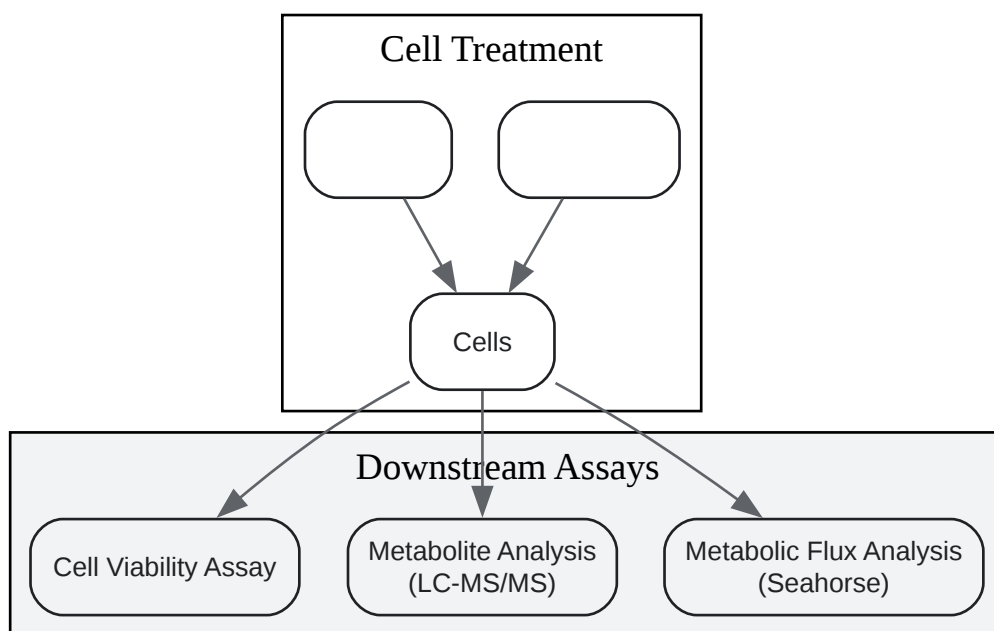 Cell Treatment
Cells
Downstream Assays
Cell Viability Assay
Metabolite Analysis
(LC-MS/MS)
Metabolic Flux Analysis
(Seahorse)